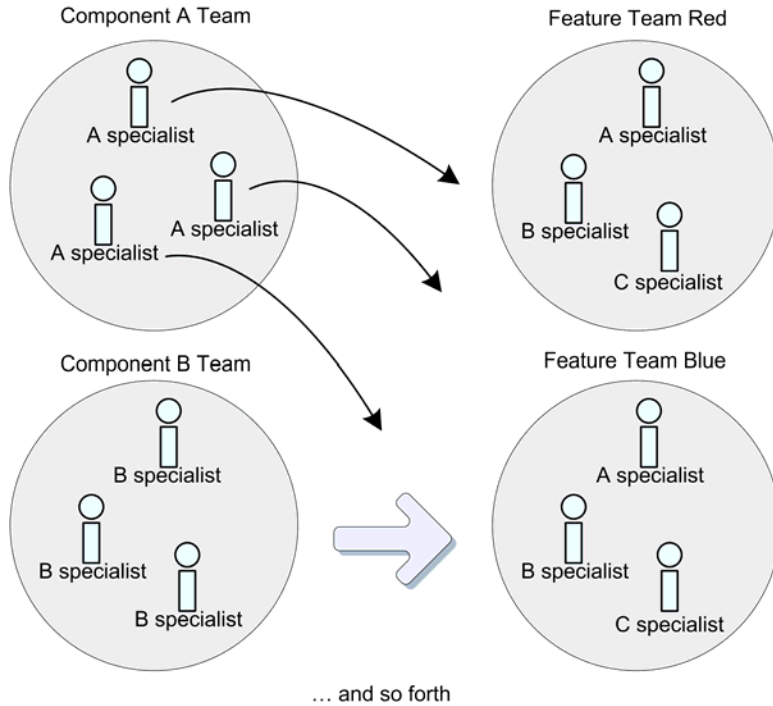 Component A Team
A specialist
A specialist
A specialist
Feature Team Red
A specialist
B specialist
C specialist
Component B Team
B specialist
B specialist
B specialist
Feature Team Blue
A specialist
B specialist
C specialist
… and so forth